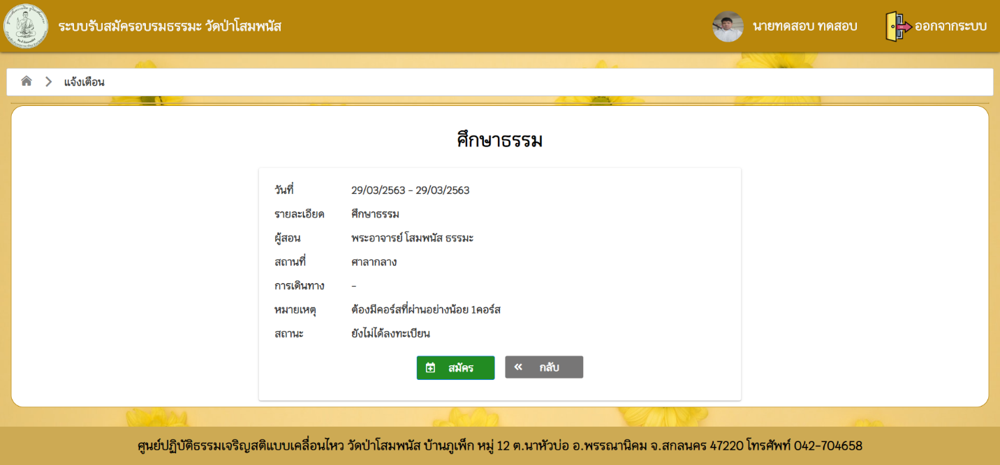 ระบบรับสมัครอบรมธรรมะ วัดป่าโสมพนัส
นายทดสอบ ทดสอบ
ออกจากระบบ
แจ้งเตือน
ศึกษาธรรม
วันที่ 29/03/2563 - 29/03/2563
รายละเอียด ศึกษาธรรม
ผู้สอน พระอาจารย์ โสมพนัส ธรรมะ
สถานที่ ศาลากลาง
การเดินทาง -
หมายเหตุ ต้องมีคอร์สที่ผ่านอย่างน้อย 1คอร์ส
สถานะ ยังไม่ได้ลงทะเบียน
สมัคร
กลับ
ศูนย์ปฏิบัติธรรมเจริญสติแบบเคลื่อนไหว วัดป่าโสมพนัส บ้านภูเพ็ก หมู่ 12 ต.นาหัวบ่อ อ.พรรณานิคม จ.สกลนคร 47220 โทรศัพท์ 042-704658